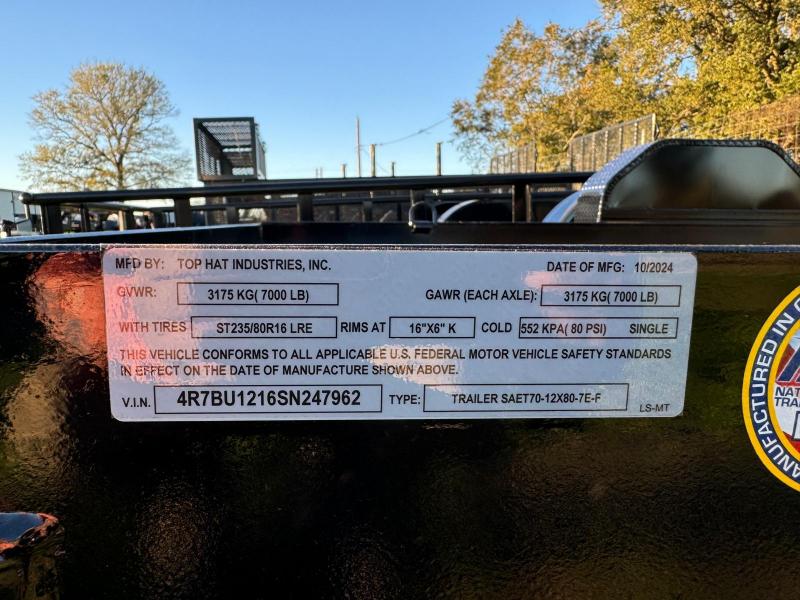 MFD BY: TOP HAT INDUSTRIES, INC. DATE OF MFG: 10/2024
GVWR: 3175 KG( 7000 LB) GAWR (EACH AXLE): 3175 KG( 7000 LB)
WITH TIRES ST235/80R16 LRE RIMS AT 16"X6" K COLD 552 KPA( 80 PSI) SINGLE
THIS VEHICLE CONFORMS TO ALL APPLICABLE U.S. FEDERAL MOTOR VEHICLE SAFETY STANDARDS
IN EFFECT ON THE DATE OF MANUFACTURE SHOWN ABOVE.
V.I.N. 4R7BU1216SN247962 TYPE: TRAILER SAET70-12X80-7E-F
LS-MT